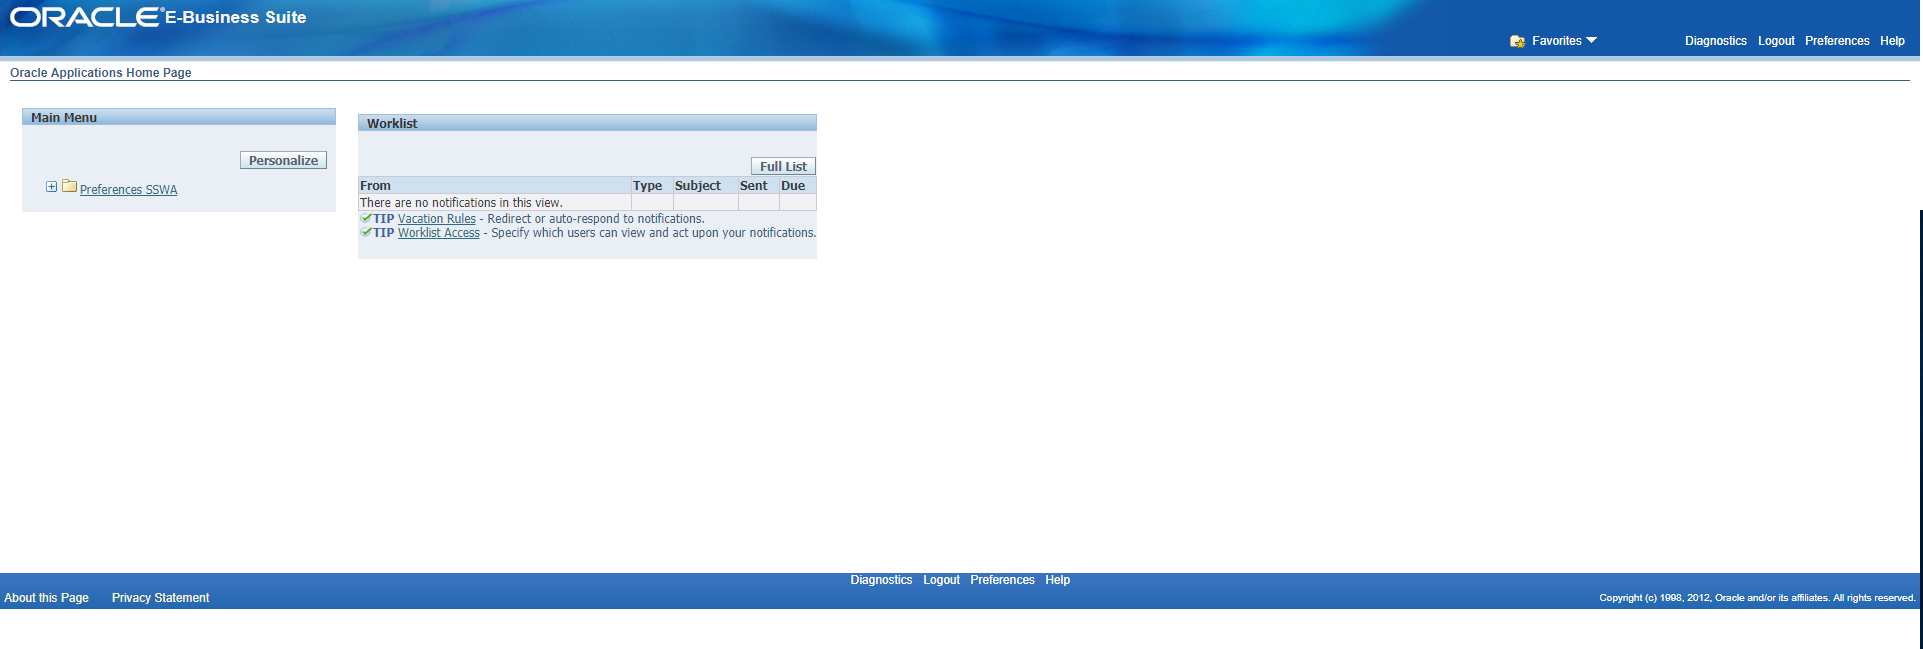 ORACLE® E-Business Suite
Favorites Diagnostics Logout Preferences Help
Oracle Applications Home Page
Main Menu
Personalize
Preferences SSWA
Worklist
Full List
From Type Subject Sent Due
There are no notifications in this view.
TIP Vacation Rules - Redirect or auto-respond to notifications.
TIP Worklist Access - Specify which users can view and act upon your notifications.
Diagnostics Logout Preferences Help
About this Page Privacy Statement Copyright (c) 1998, 2012, Oracle and/or its affiliates. All rights reserved.